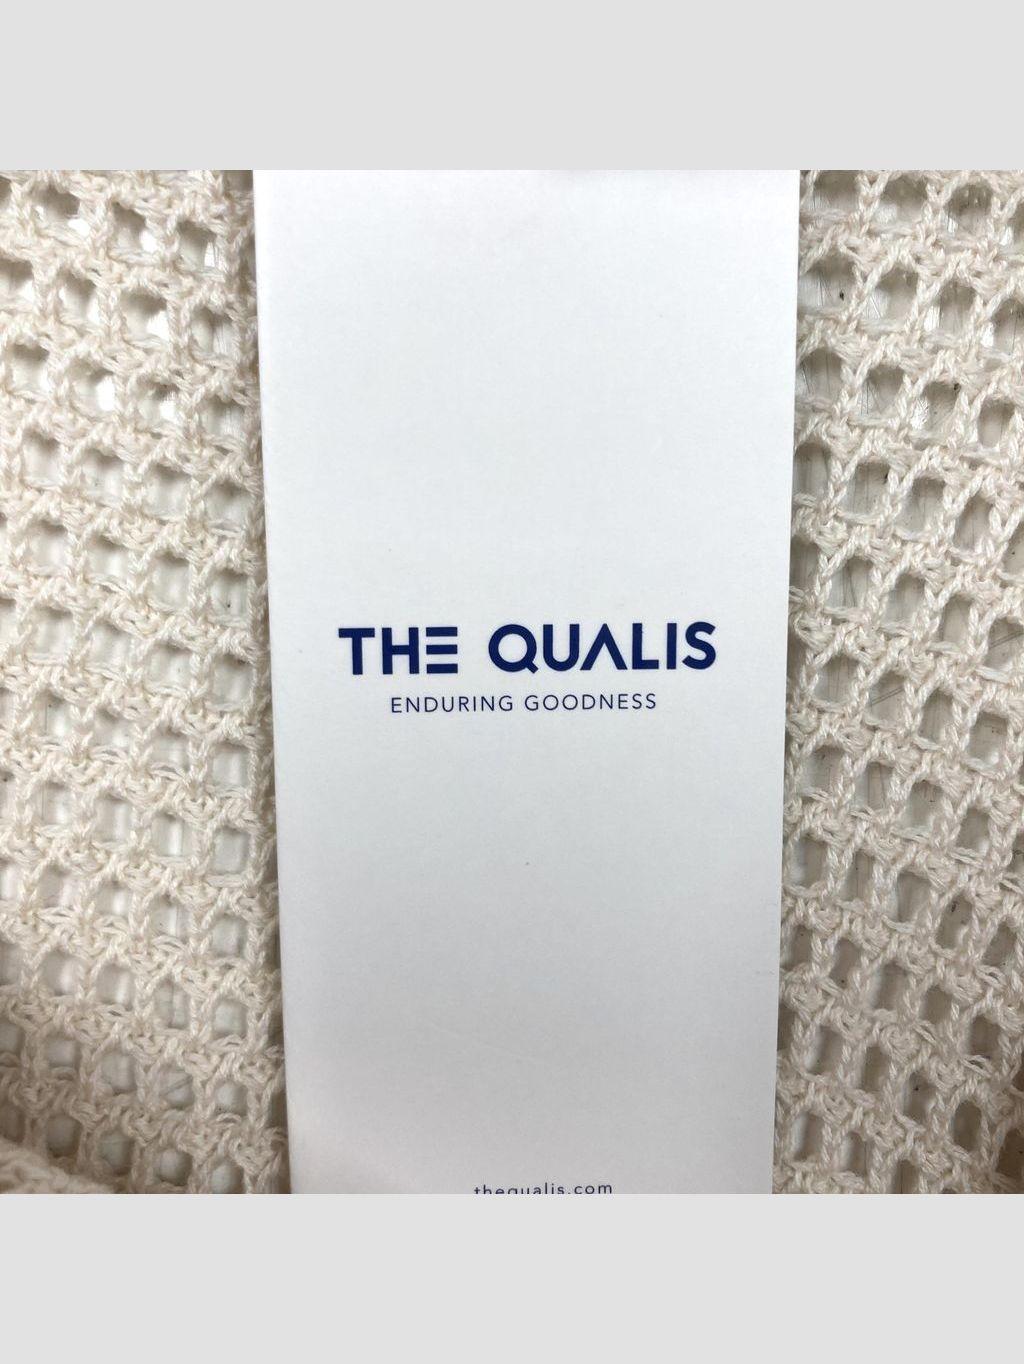 THE QUALIS
ENDURING GOODNESS
thequalis.com